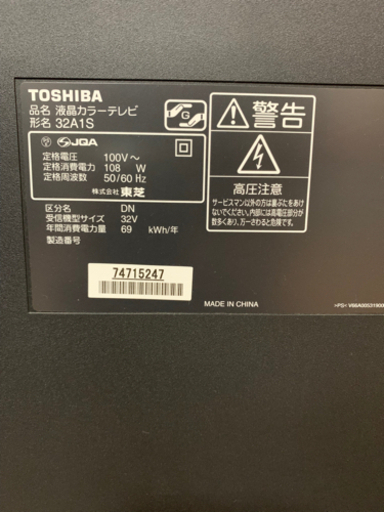 TOSHIBA
品名 液晶カラーテレビ
形名 32A1S
G
JQA
定格電圧 100V～
定格消費電力 108 W
定格周波数 50/60 Hz
株式会社 東芝
区分名 DN
受信機型サイズ 32V
年間消費電力量 69 kWh/年
製造番号
74715247
警告
高圧注意
サービスマン以外の方は裏ぶたをあけ
ないでください。内部には高電圧部分が
数多くあり、万一さわると危険です。
MADE IN CHINA
>PS<